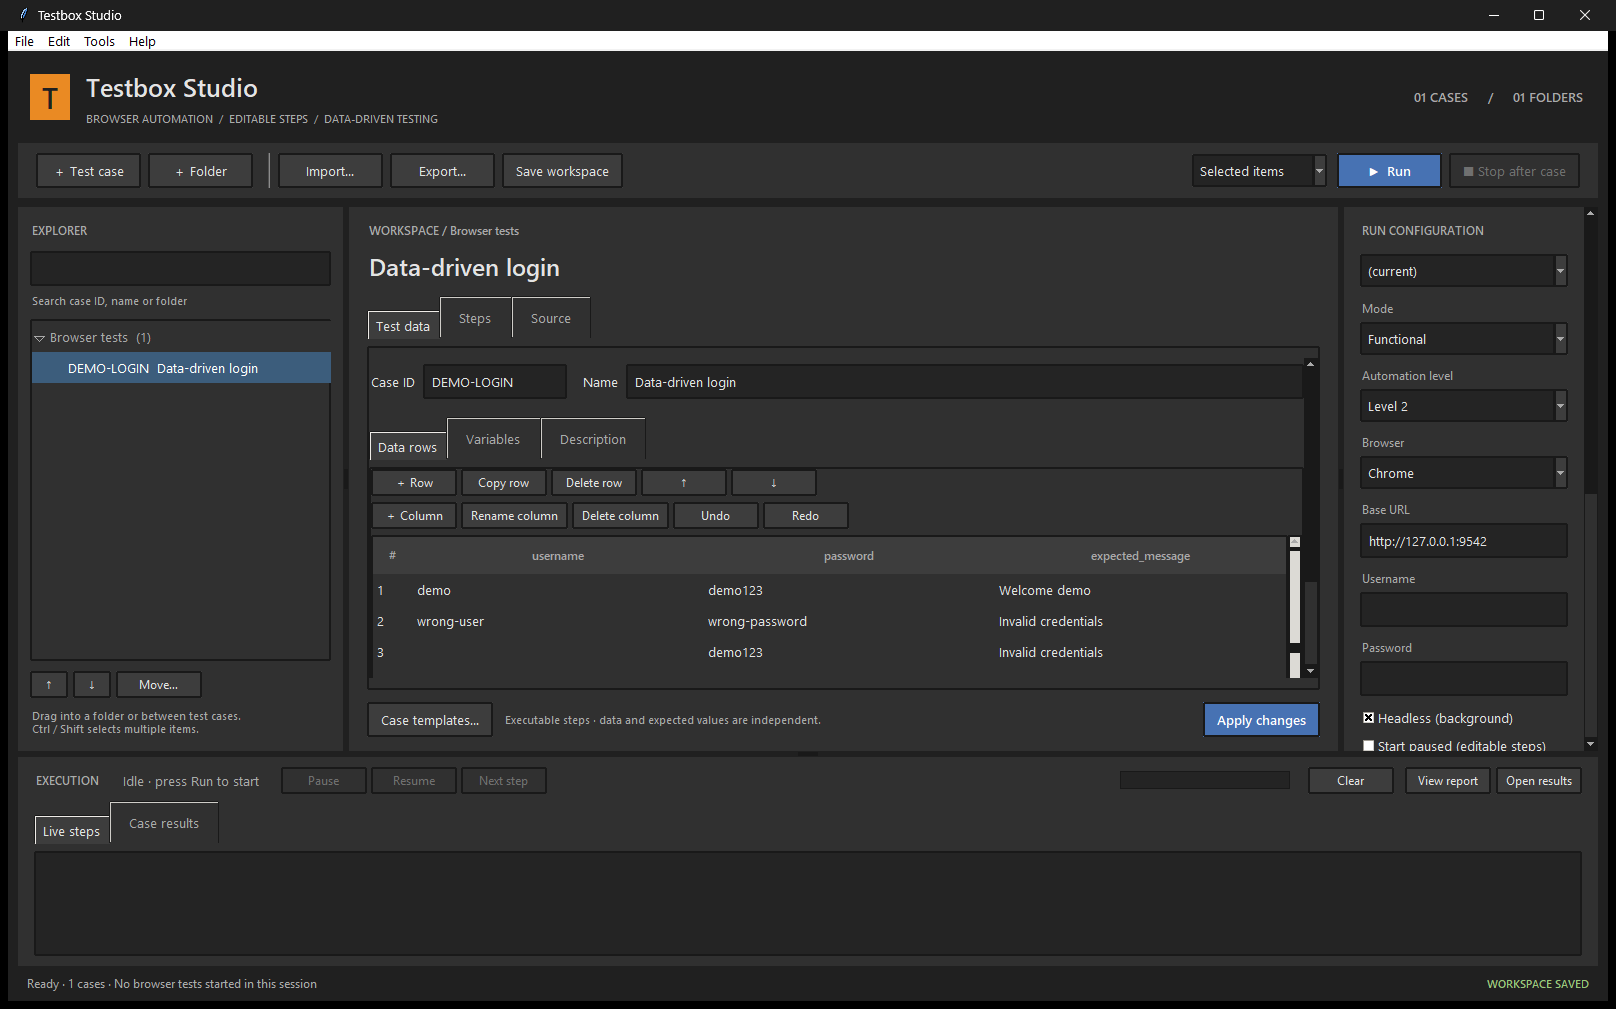 Testbox Studio
File Edit Tools Help
T
Testbox Studio
BROWSER AUTOMATION / EDITABLE STEPS / DATA-DRIVEN TESTING
01 CASES / 01 FOLDERS
+ Test case + Folder Import... Export... Save workspace Selected items ▶ Run ■ Stop after case
EXPLORER
Search case ID, name or folder
Browser tests (1)
DEMO-LOGIN Data-driven login
↑ ↓ Move...
Drag into a folder or between test cases.
Ctrl / Shift selects multiple items.
WORKSPACE / Browser tests
Data-driven login
Test data Steps Source
Case ID DEMO-LOGIN Name Data-driven login
Data rows Variables Description
+ Row Copy row Delete row ↑ ↓
+ Column Rename column Delete column Undo Redo
# username password expected_message
1 demo demo123 Welcome demo
2 wrong-user wrong-password Invalid credentials
3 demo123 Invalid credentials
Case templates... Executable steps · data and expected values are independent. Apply changes
RUN CONFIGURATION
(current)
Mode
Functional
Automation level
Level 2
Browser
Chrome
Base URL
http://127.0.0.1:9542
Username
Password
Headless (background)
Start paused (editable steps)
EXECUTION Idle · press Run to start Pause Resume Next step Clear View report Open results
Live steps Case results
Ready · 1 cases · No browser tests started in this session
WORKSPACE SAVED